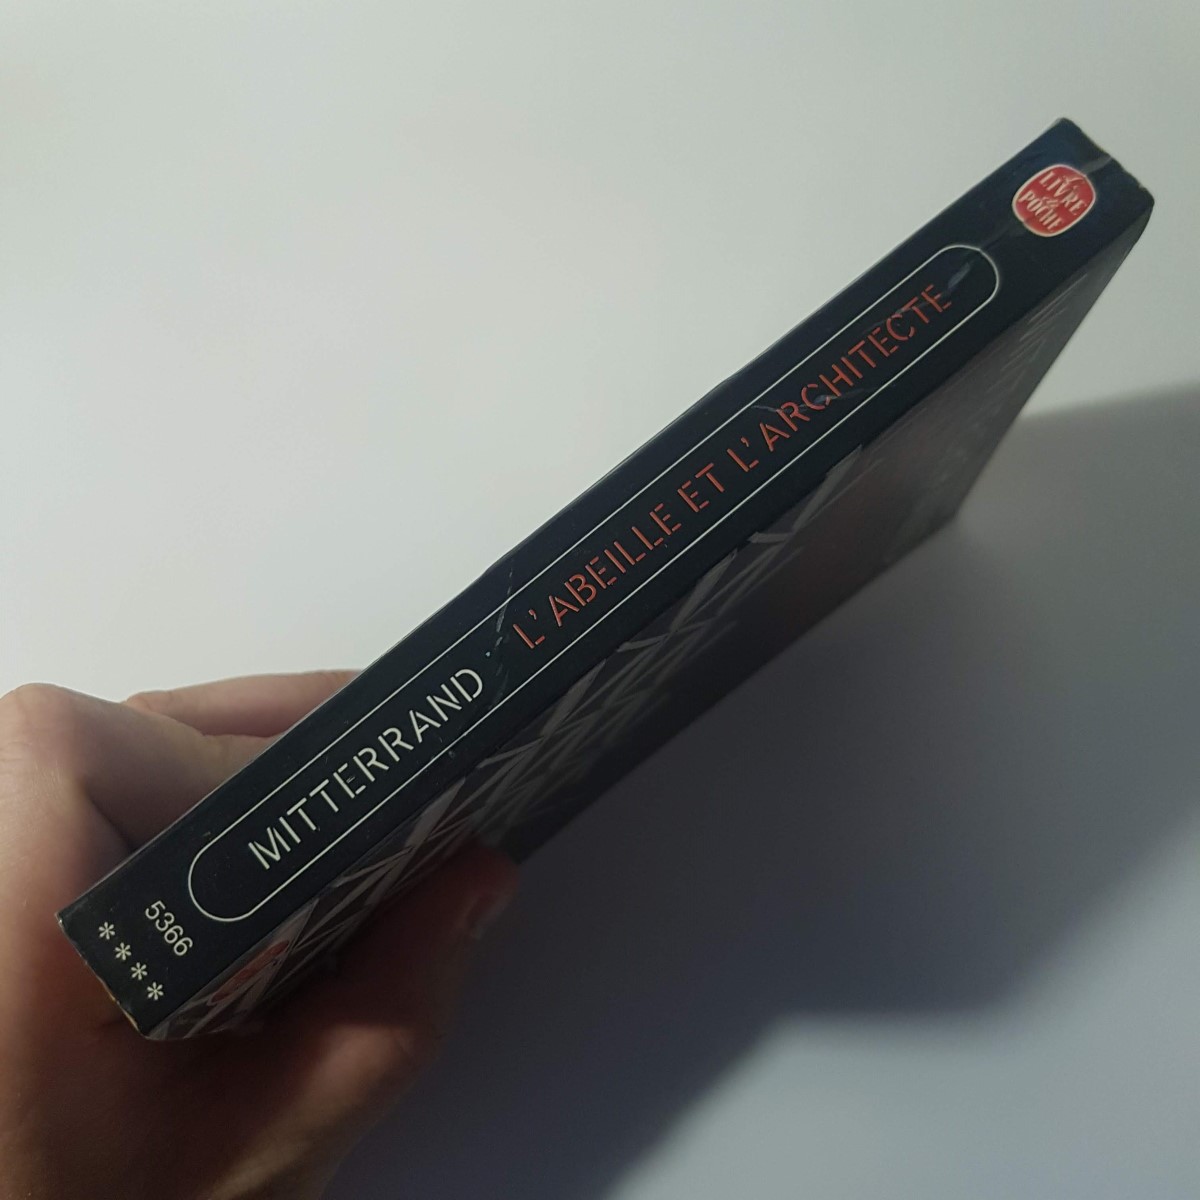 Le
LIVRE
de
POCHE
MITTERRAND · L'ABEILLE ET L'ARCHITECTE
5366
****